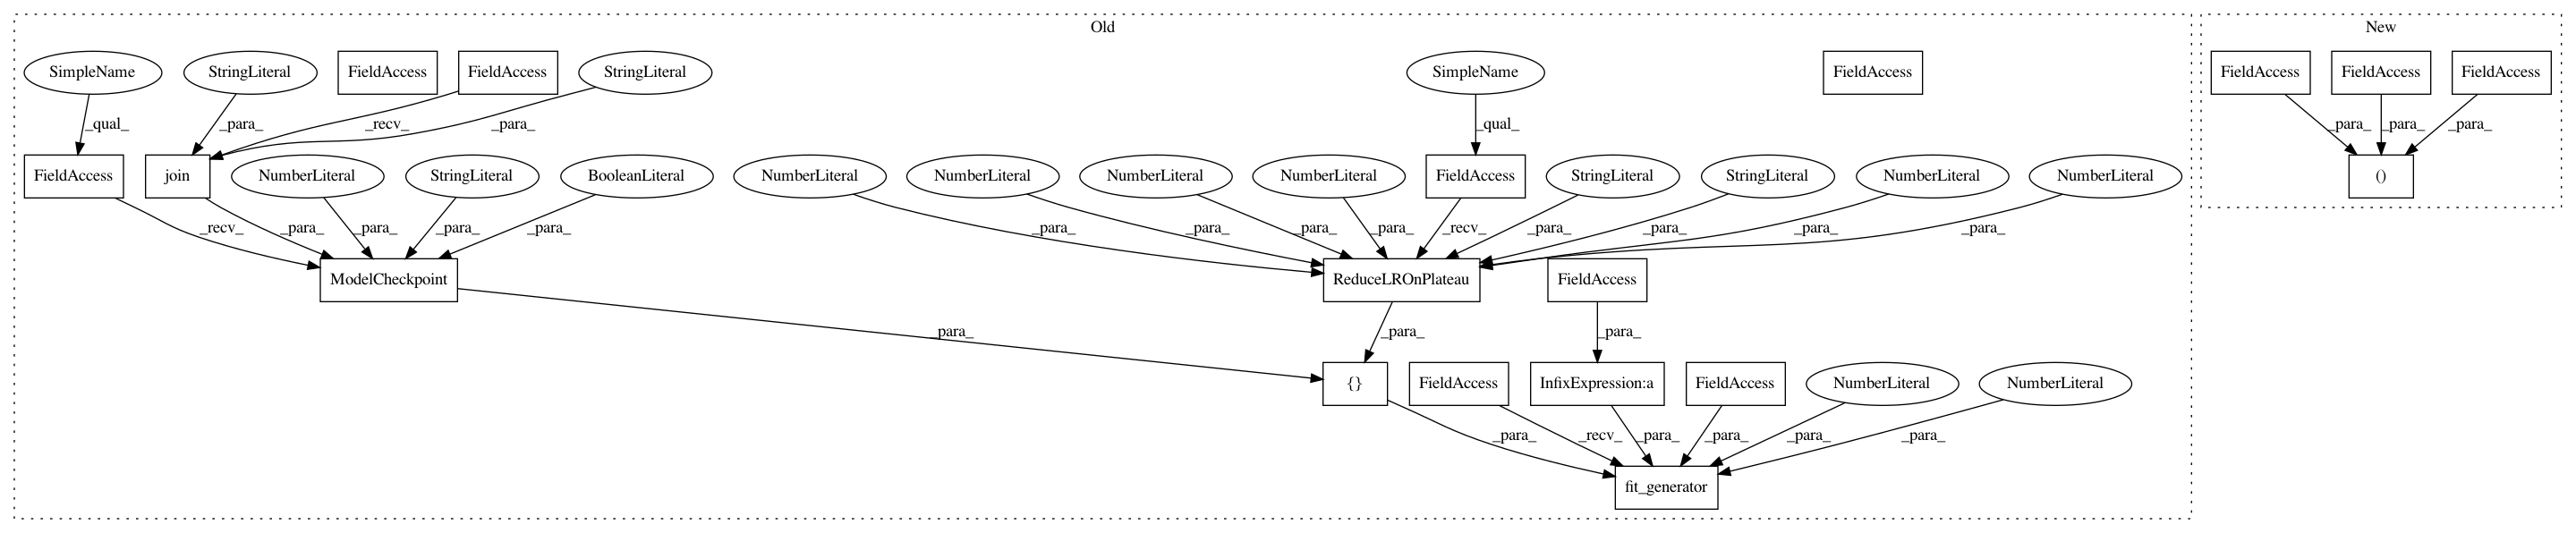 Old
New
SimpleName
StringLiteral
FieldAccess
FieldAccess
StringLiteral
SimpleName
FieldAccess
FieldAccess
FieldAccess
FieldAccess
_qual_
_para_
_recv_
_para_
_qual_
_para_
_para_
_para_
FieldAccess
join
NumberLiteral
StringLiteral
BooleanLiteral
NumberLiteral
NumberLiteral
NumberLiteral
NumberLiteral
FieldAccess
StringLiteral
StringLiteral
NumberLiteral
NumberLiteral
()
_recv_
_para_
_para_
_para_
_para_
_para_
_para_
_para_
_para_
_recv_
_para_
_para_
_para_
_para_
ModelCheckpoint
ReduceLROnPlateau
FieldAccess
_para_
_para_
_para_
{}
FieldAccess
InfixExpression:a
FieldAccess
NumberLiteral
NumberLiteral
_para_
_recv_
_para_
_para_
_para_
_para_
fit_generator